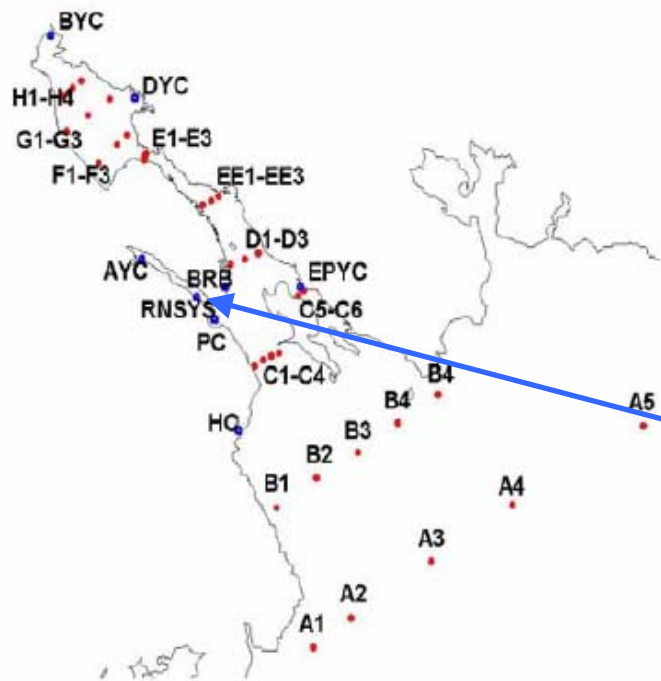 BYC
DYC
H1-H4
G1-G3
E1-E3
F1-F3
EE1-EE3
D1-D3
AYC
BRB
EPYC
RNSYS
C5-C6
PC
C1-C4
B4
A5
B4
HC
B3
B2
B1
A4
A3
A2
A1